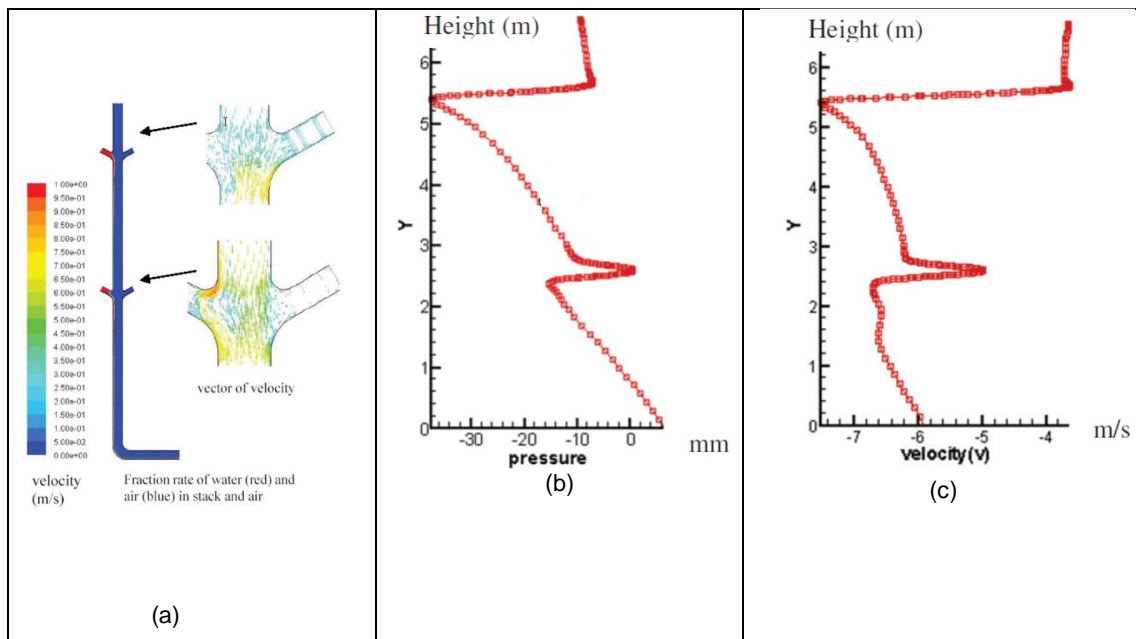 1.00e+00
9.50e-01
9.00e-01
8.50e-01
8.00e-01
7.50e-01
7.00e-01
6.50e-01
6.00e-01
5.50e-01
5.00e-01
4.50e-01
4.00e-01
3.50e-01
3.00e-01
2.50e-01
2.00e-01
1.50e-01
1.00e-01
5.00e-02
0.00e+00
velocity
(m/s)
vector of velocity
Fraction rate of water (red) and
air (blue) in stack and air
(a)
Height (m)
6
5
4
3
2
1
0
Y
-30 -20 -10 0
pressure
mm
(b)
Height (m)
6
5
4
3
2
1
0
Y
-7 -6 -5 -4
velocity(v)
m/s
(c)